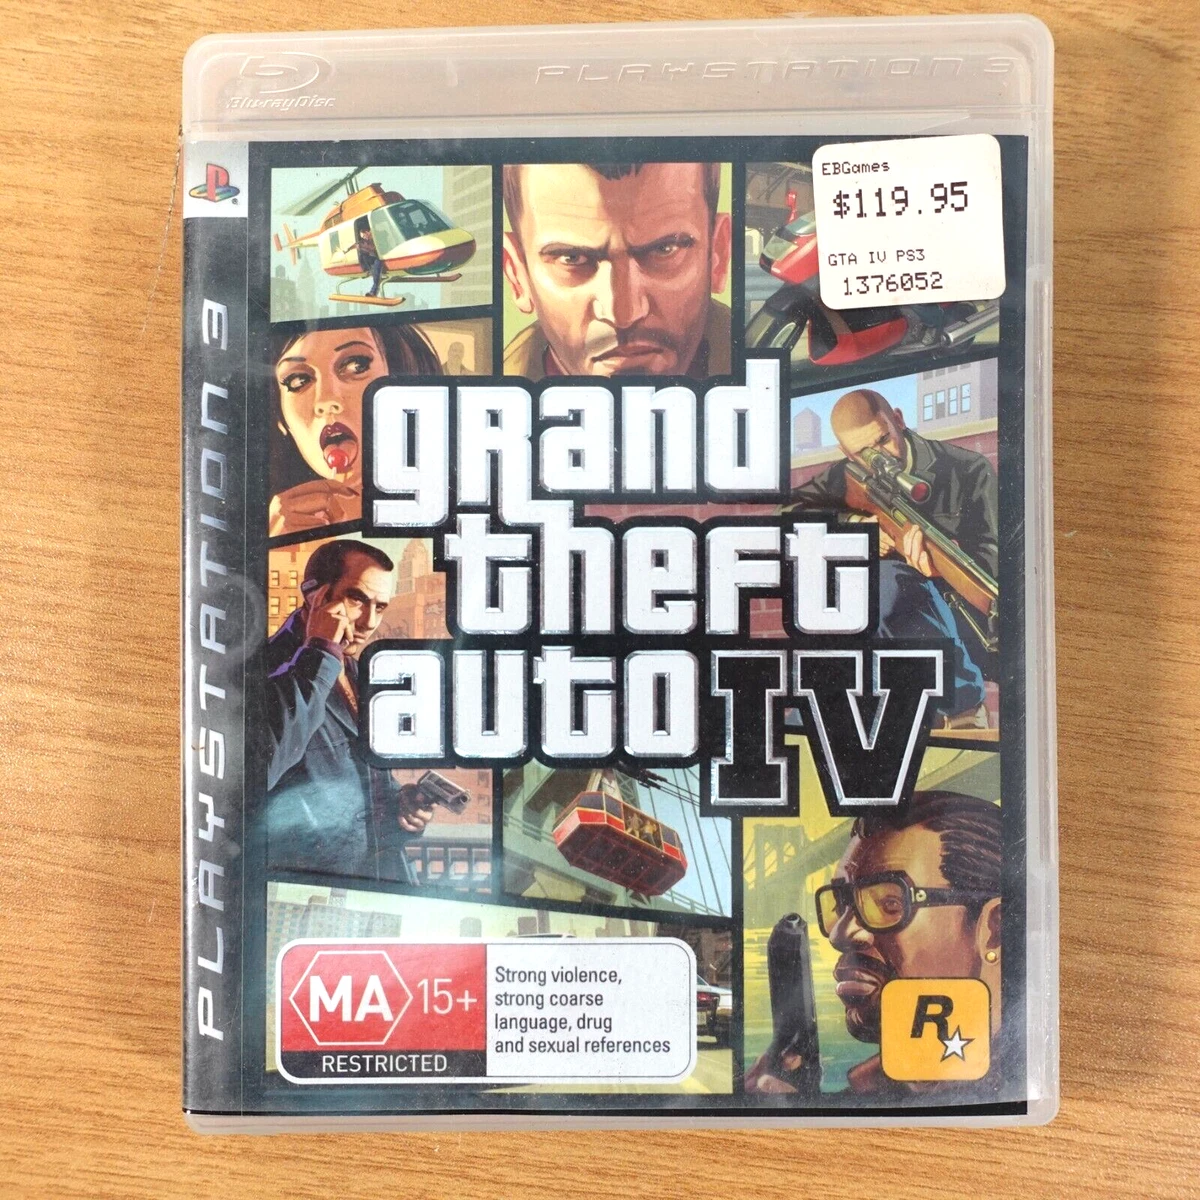 Blu-ray Disc
PLAYSTATION 3
EBGames
$119.95
GTA IV PS3
1376052
PLAYSTATION 3
grand
theft
auto IV
MA 15+
RESTRICTED
Strong violence,
strong coarse
language, drug
and sexual references
R